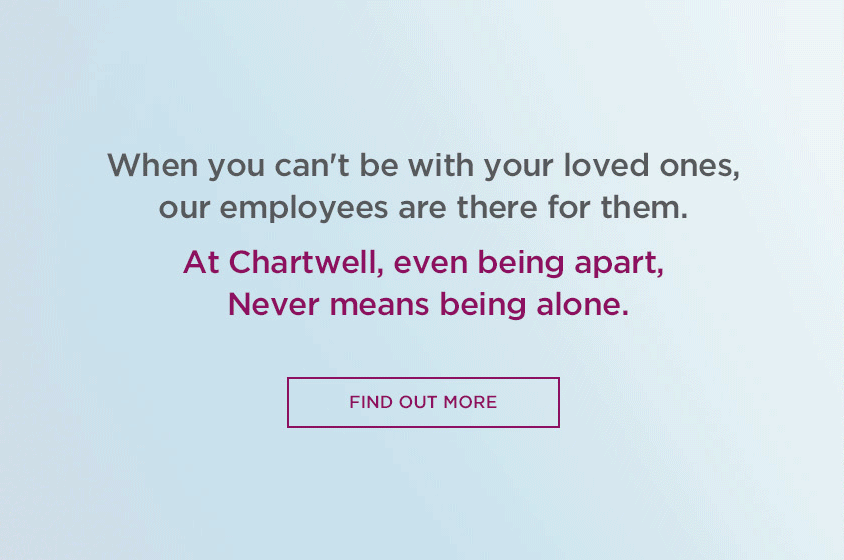 When you can't be with your loved ones,
our employees are there for them.
At Chartwell, even being apart,
Never means being alone.
FIND OUT MORE